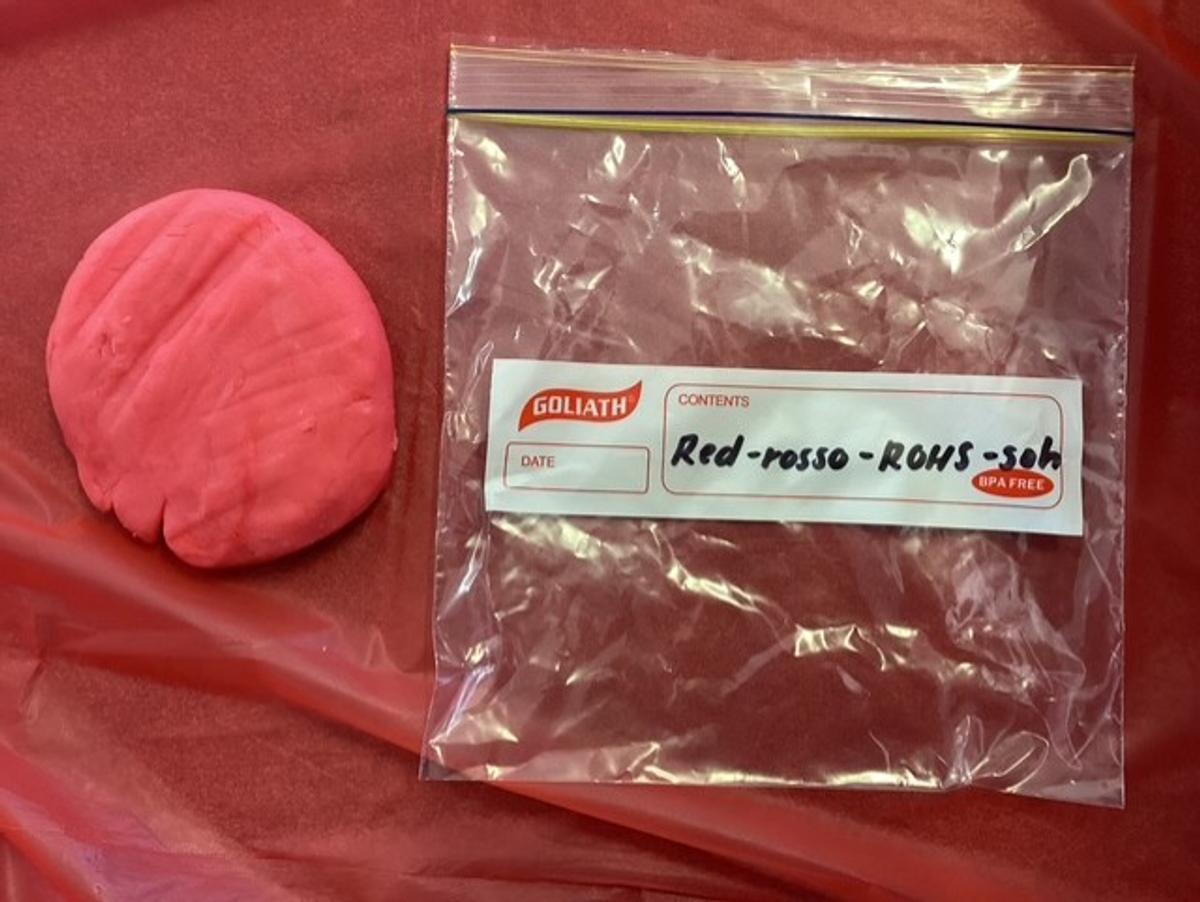 GOLIATH
CONTENTS
DATE
Red-rosso-ROHS-soh
BPA FREE